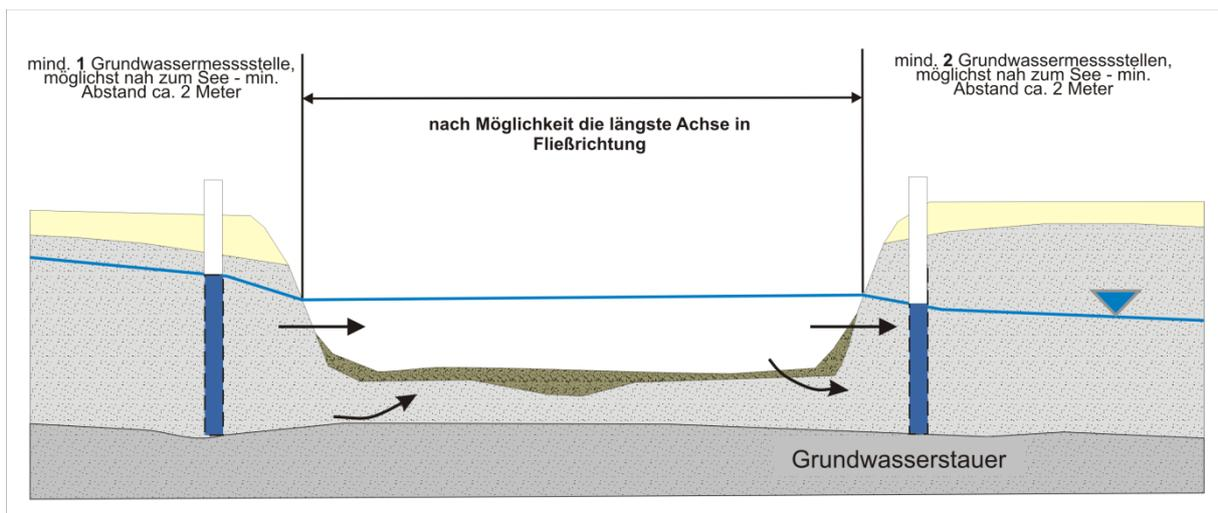 mind. 1 Grundwassermesssstelle,
möglichst nah zum See - min.
Abstand ca. 2 Meter
mind. 2 Grundwassermesssstellen,
möglichst nah zum See - min.
Abstand ca. 2 Meter
nach Möglichkeit die längste Achse in
Fließrichtung
Grundwasserstauer